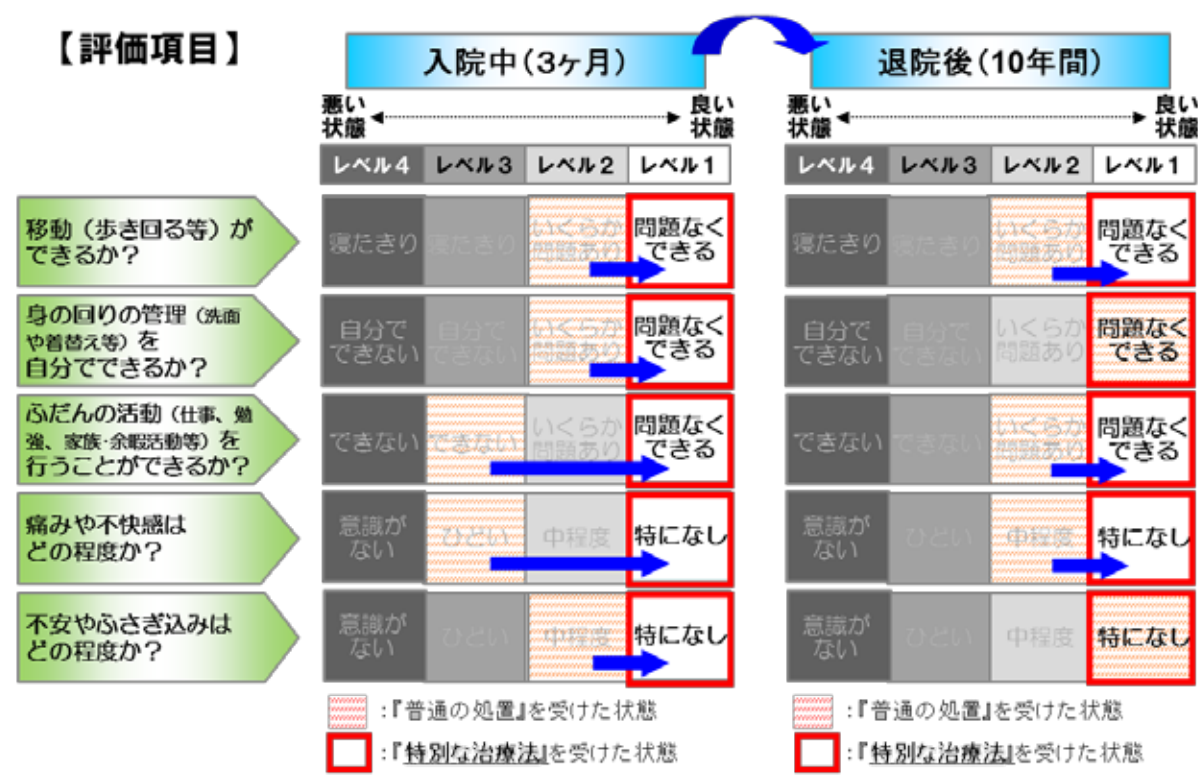 【評価項目】
入院中(3ヶ月)
退院後(10年間)
悪い
状態
良い
状態
悪い
状態
良い
状態
レベル4 レベル3 レベル2 レベル1
レベル4 レベル3 レベル2 レベル1
移動(歩き回る等)が
できるか?
寝たきり
寝たきり
いくらか
問題あり
問題なく
できる
寝たきり
寝たきり
いくらか
問題あり
問題なく
できる
身の回りの管理(洗面
や着替え等)を
自分でできるか?
自分で
できない
自分で
できない
いくらか
問題あり
問題なく
できる
自分で
できない
自分で
できない
いくらか
問題あり
問題なく
できる
ふだんの活動(仕事、勉
強、家族・余暇活動等)を
行うことができるか?
できない
できない
いくらか
問題あり
問題なく
できる
できない
できない
いくらか
問題あり
問題なく
できる
痛みや不快感は
どの程度か?
意識が
ない
ひどい
中程度
特になし
意識が
ない
ひどい
中程度
特になし
不安やふさぎ込みは
どの程度か?
意識が
ない
ひどい
中程度
特になし
意識が
ない
ひどい
中程度
特になし
:『普通の処置』を受けた状態
:『特別な治療法』を受けた状態
:『普通の処置』を受けた状態
:『特別な治療法』を受けた状態